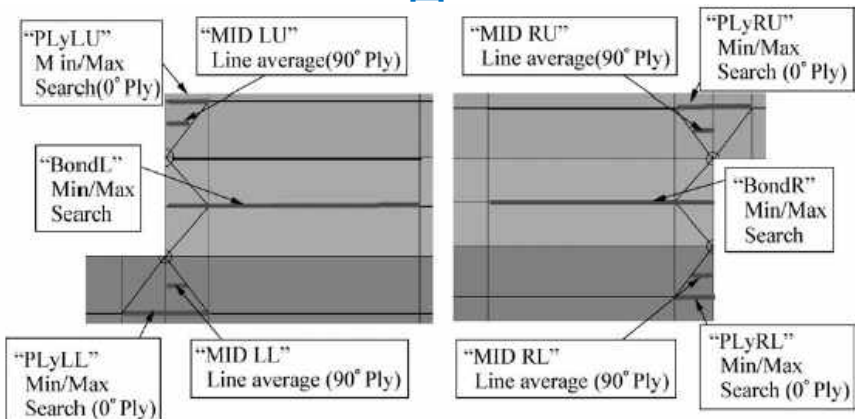 “PLyLU”
M in/Max
Search(0° Ply)
“MID LU”
Line average(90° Ply)
“BondL”
Min/Max
Search
“PLyLL”
Min/Max
Search (0° Ply)
“MID LL”
Line average (90° Ply)
“MID RU”
Line average(90° Ply)
“PLyRU”
Min/Max
Search (0° Ply)
“BondR”
Min/Max
Search
“MID RL”
Line average (90° Ply)
“PLyRL”
Min/Max
Search (0° Ply)